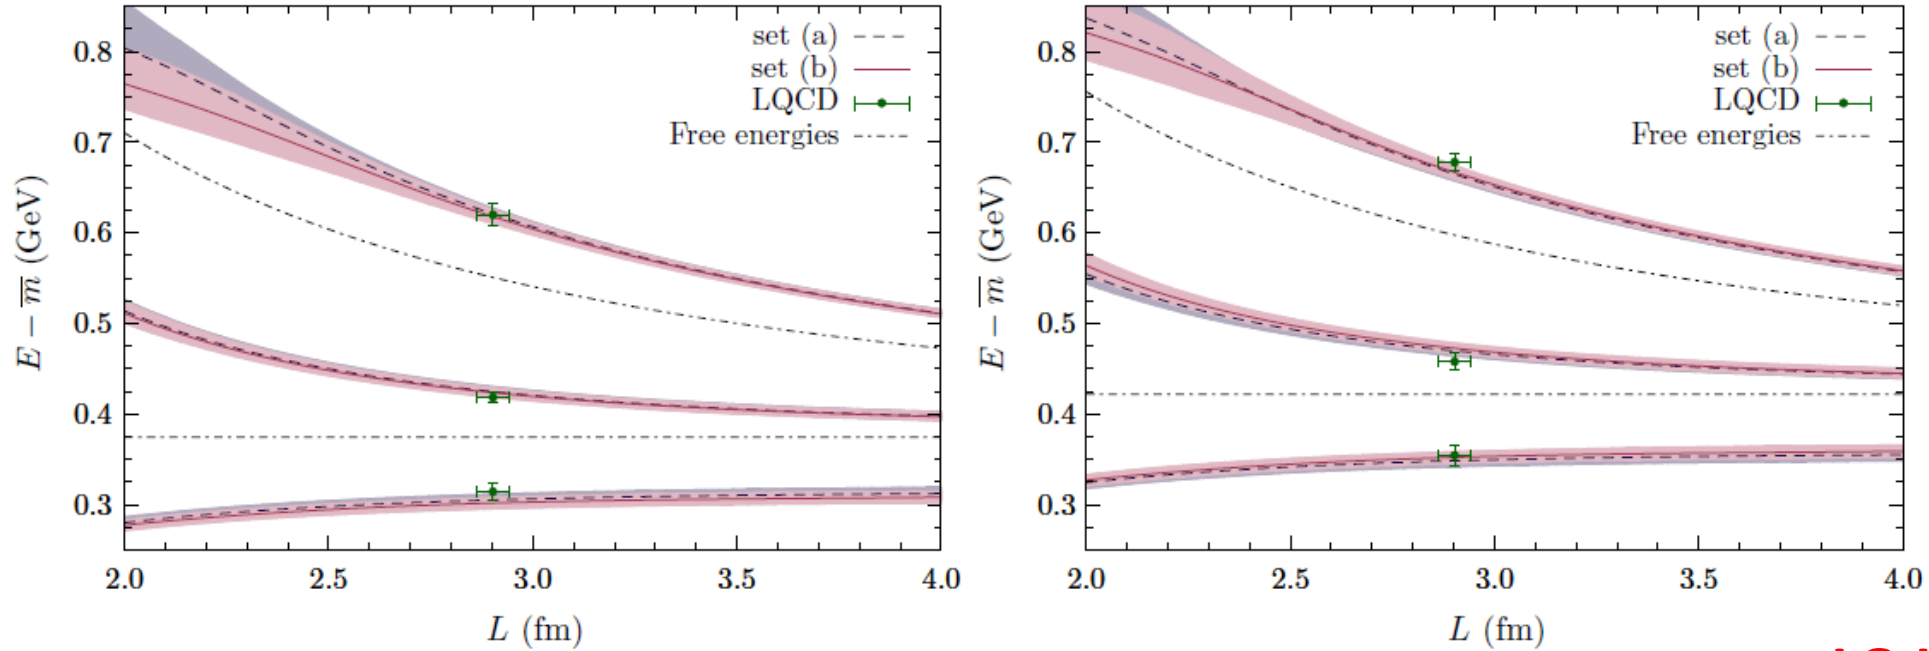 set (a)
set (b)
LQCD
Free energies
0.8
0.7
0.6
0.5
0.4
0.3
E − m̅ (GeV)
2.0 2.5 3.0 3.5 4.0
L (fm)
set (a)
set (b)
LQCD
Free energies
0.8
0.7
0.6
0.5
0.4
0.3
E − m̅ (GeV)
2.0 2.5 3.0 3.5 4.0
L (fm)